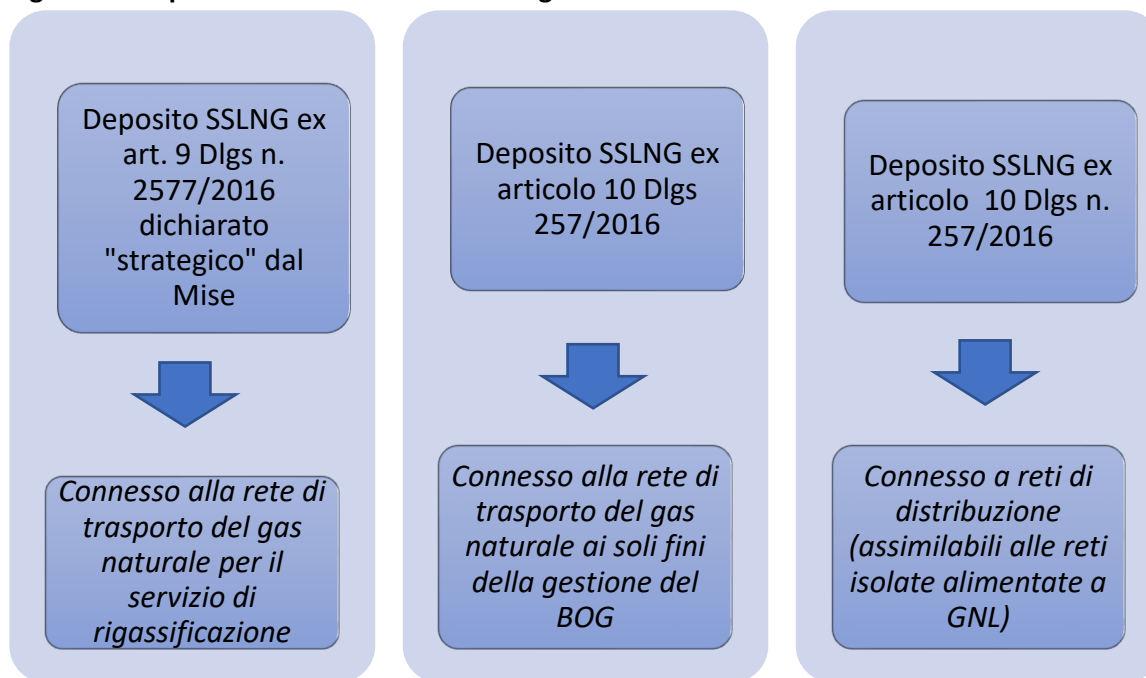 Deposito SSLNG ex
art. 9 Dlgs n.
2577/2016
dichiarato
"strategico" dal
Mise
Connesso alla rete di
trasporto del gas
naturale per il
servizio di
rigassificazione
Deposito SSLNG ex
articolo 10 Dlgs
257/2016
Connesso alla rete di
trasporto del gas
naturale ai soli fini
della gestione del
BOG
Deposito SSLNG ex
articolo 10 Dlgs n.
257/2016
Connesso a reti di
distribuzione
(assimilabili alle reti
isolate alimentate a
GNL)